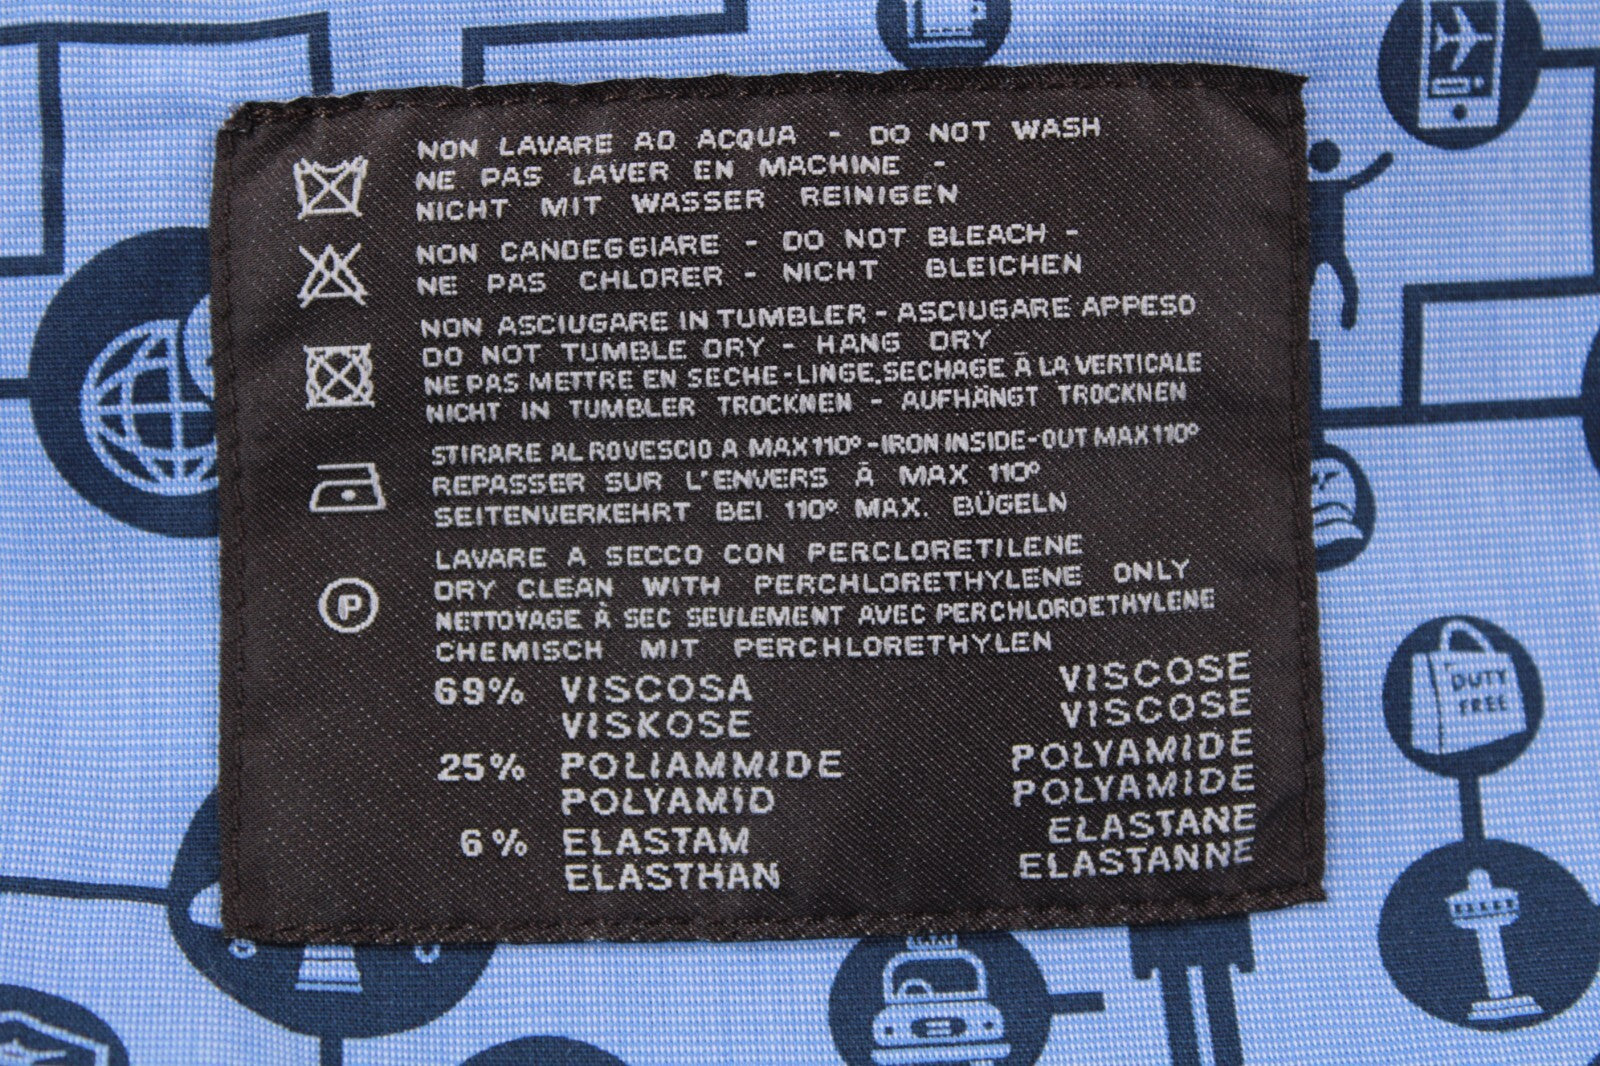 NON LAVARE AD ACQUA - DO NOT WASH
NE PAS LAVER EN MACHINE -
NICHT MIT WASSER REINIGEN
NON CANDEGGIARE - DO NOT BLEACH -
NE PAS CHLORER - NICHT BLEICHEN
NON ASCIUGARE IN TUMBLER - ASCIUGARE APPESO
DO NOT TUMBLE DRY - HANG DRY
NE PAS METTRE EN SECHE-LINGE.SECHAGE À LA VERTICALE
NICHT IN TUMBLER TROCKNEN - AUFHÄNGT TROCKNEN
STIRARE AL ROVESCIO A MAX 110° - IRON INSIDE-OUT MAX 110°
REPASSER SUR L'ENVERS À MAX 110°
SEITENVERKEHRT BEI 110° MAX. BÜGELN
P
LAVARE A SECCO CON PERCLORETILENE
DRY CLEAN WITH PERCHLORETHYLENE ONLY
NETTOYAGE À SEC SEULEMENT AVEC PERCHLOROETHYLENE
CHEMISCH MIT PERCHLORETHYLEN
69% VISCOSA VISCOSE
VISKOSE VISCOSE
25% POLIAMMIDE POLYAMIDE
POLYAMID POLYAMIDE
6% ELASTAM ELASTANE
ELASTHAN ELASTANNE
DUTY
FREE